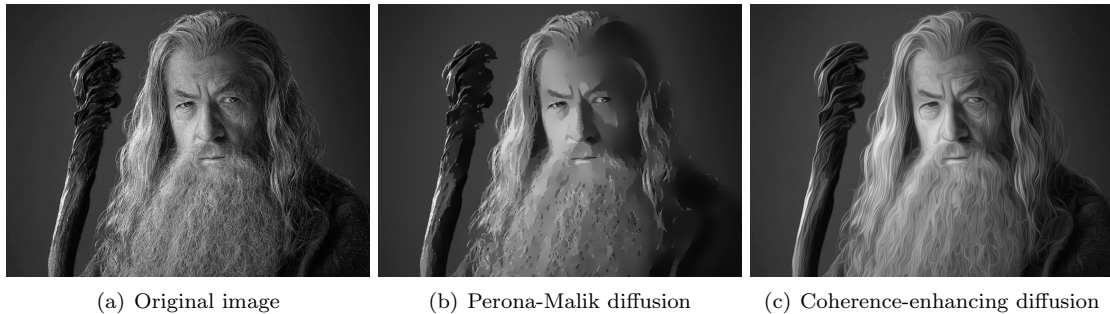 (a) Original image
(b) Perona-Malik diffusion
(c) Coherence-enhancing diffusion